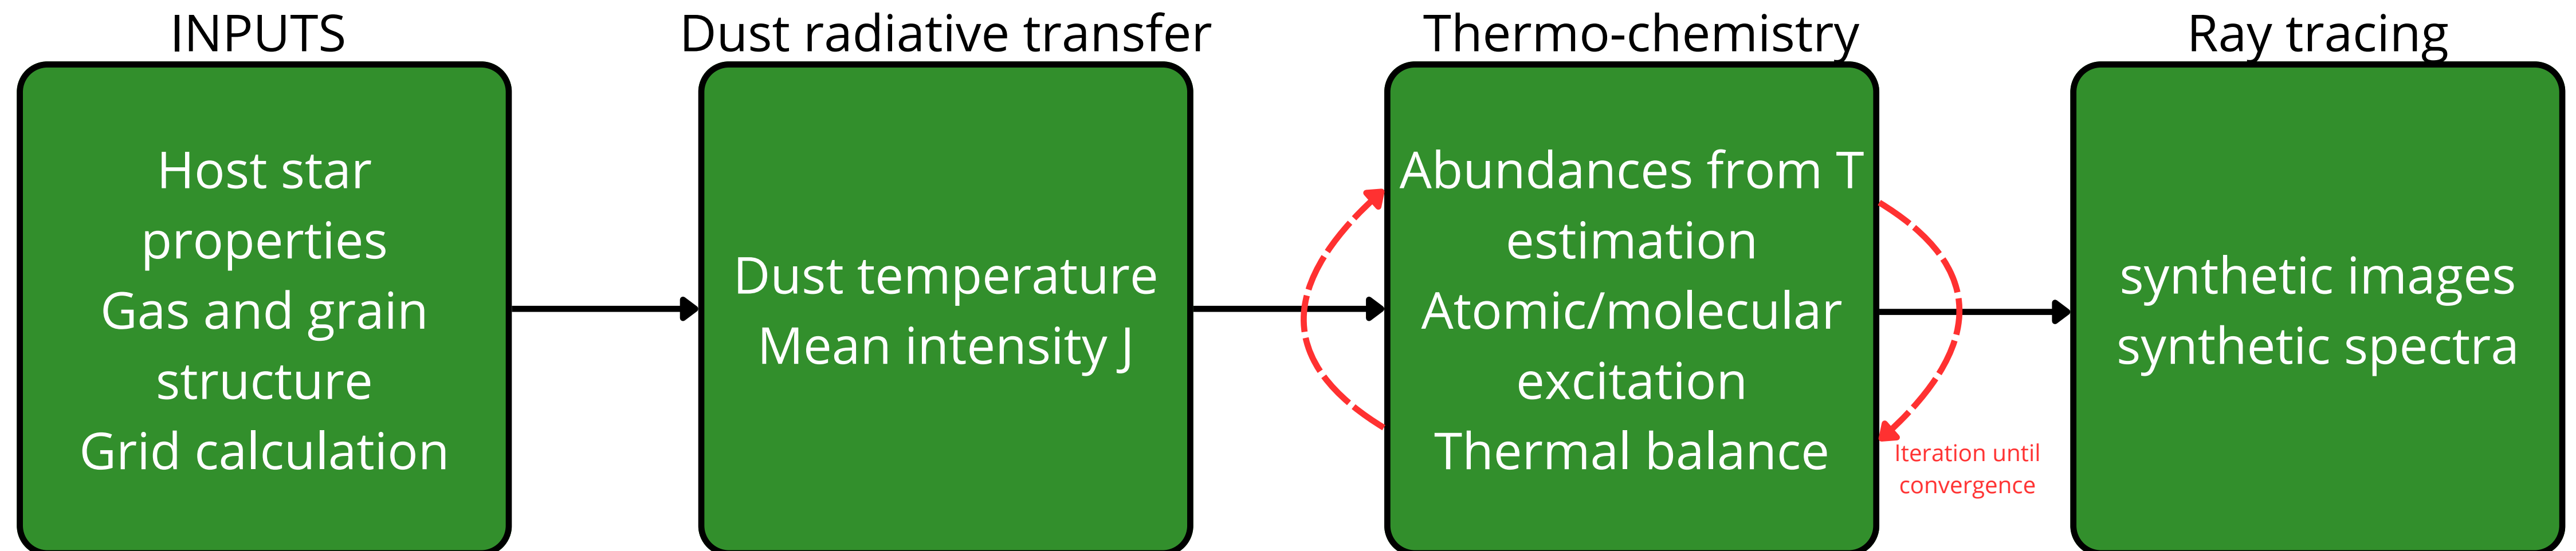 INPUTS
Host star
properties
Gas and grain
structure
Grid calculation
Dust radiative transfer
Dust temperature
Mean intensity J
Thermo-chemistry
Abundances from T
estimation
Atomic/molecular
excitation
Thermal balance
Iteration until
convergence
Ray tracing
synthetic images
synthetic spectra